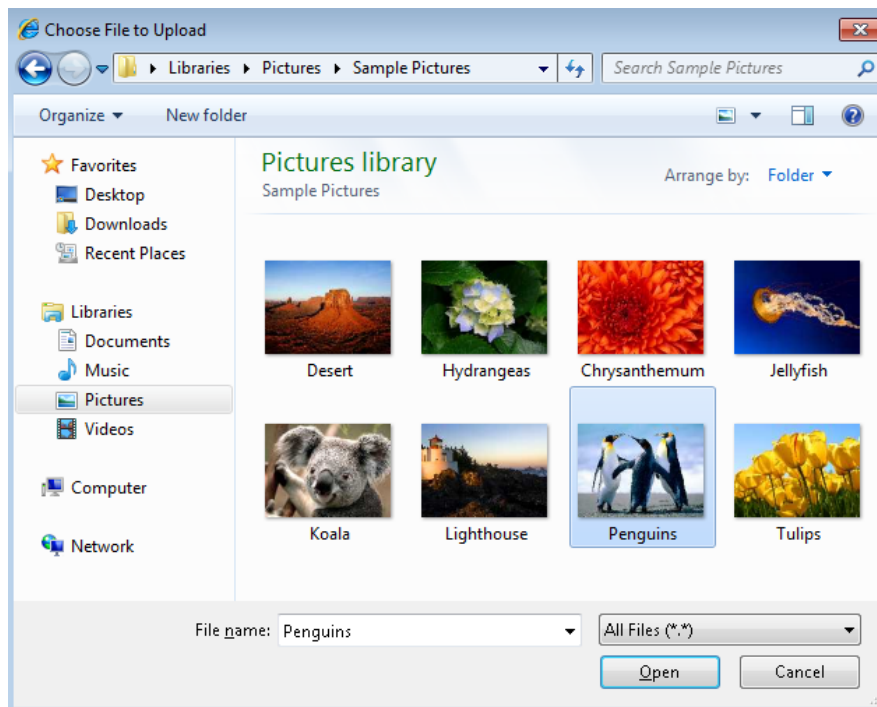 Choose File to Upload
Libraries Pictures Sample Pictures
Search Sample Pictures
Organize New folder
Favorites
Desktop
Downloads
Recent Places
Libraries
Documents
Music
Pictures
Videos
Computer
Network
Pictures library
Sample Pictures
Arrange by: Folder
Desert Hydrangeas Chrysanthemum Jellyfish
Koala Lighthouse Penguins Tulips
File name: Penguins All Files (*.*)
Open Cancel